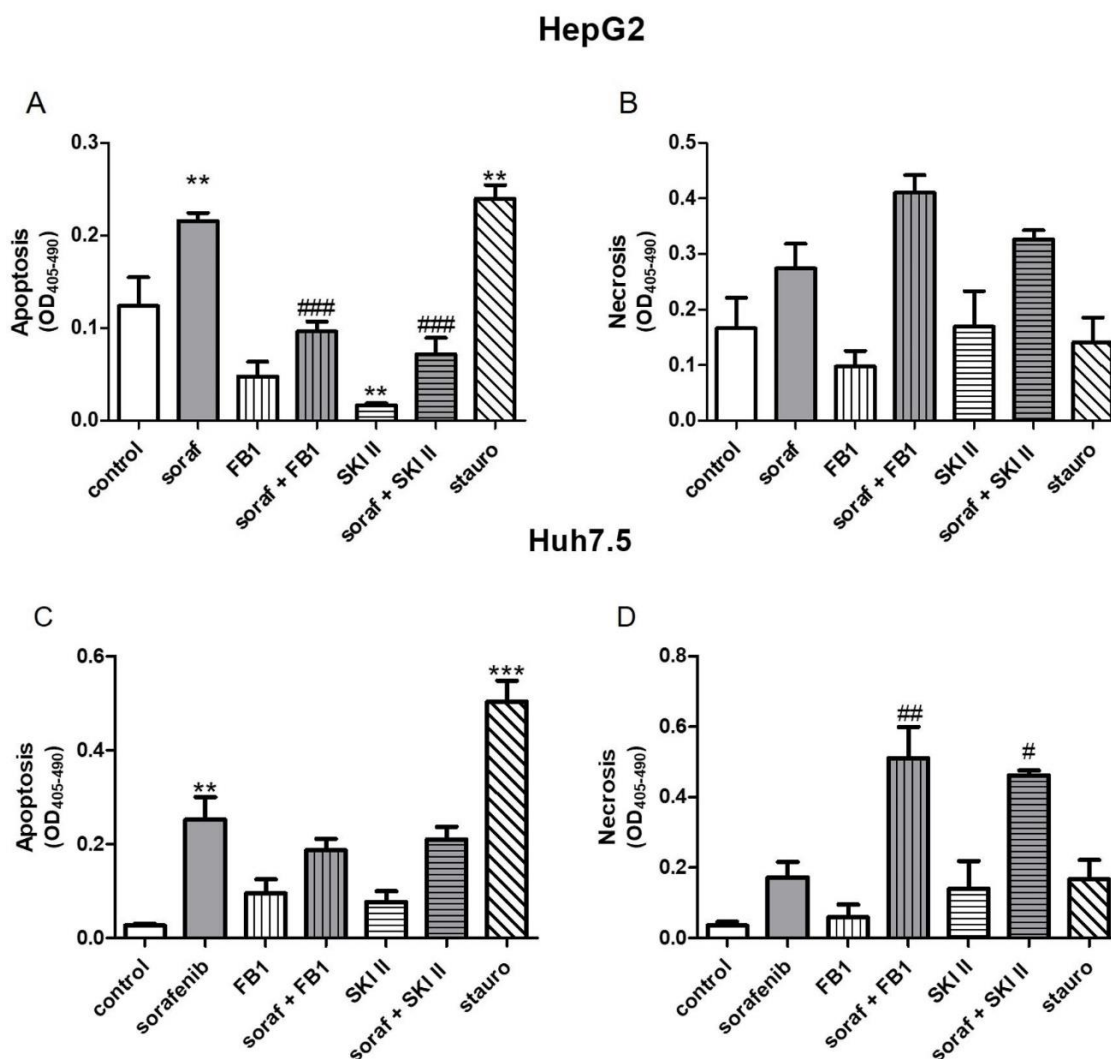 HepG2
A
Apoptosis
(OD405-490)
0.3
0.2
0.1
0.0
**
###
**
###
**
control
soraf
FB1
soraf + FB1
SKI II
soraf + SKI II
stauro
B
Necrosis
(OD405-490)
0.5
0.4
0.3
0.2
0.1
0.0
control
soraf
FB1
soraf + FB1
SKI II
soraf + SKI II
stauro
Huh7.5
C
Apoptosis
(OD405-490)
0.6
0.4
0.2
0.0
**
***
control
sorafenib
FB1
soraf + FB1
SKI II
soraf + SKI II
stauro
D
Necrosis
(OD405-490)
0.8
0.6
0.4
0.2
0.0
##
#
control
sorafenib
FB1
soraf + FB1
SKI II
soraf + SKI II
stauro